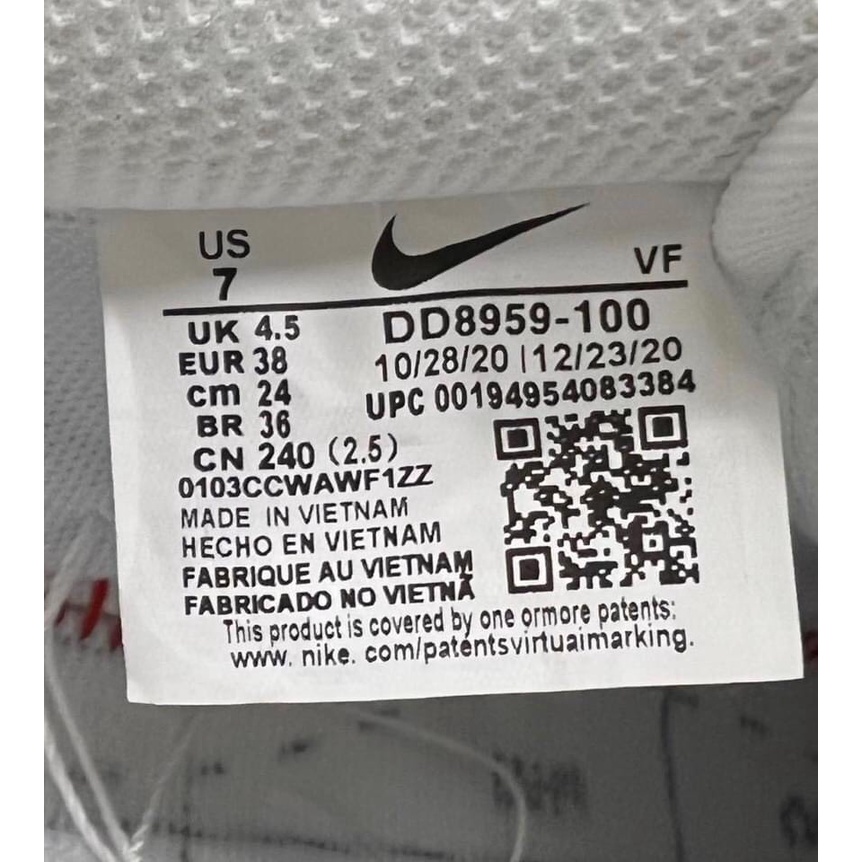 US
7
VF
UK 4.5
EUR 38
cm 24
BR 36
CN 240 (2.5)
DD8959-100
10/28/20 | 12/23/20
UPC 00194954083384
0103CCWAWF1ZZ
MADE IN VIETNAM
HECHO EN VIETNAM
FABRIQUE AU VIETNAM
FABRICADO NO VIETNÃ
This product is covered by one ormore patents:
www. nike. com/patentsvirtuaimarking.